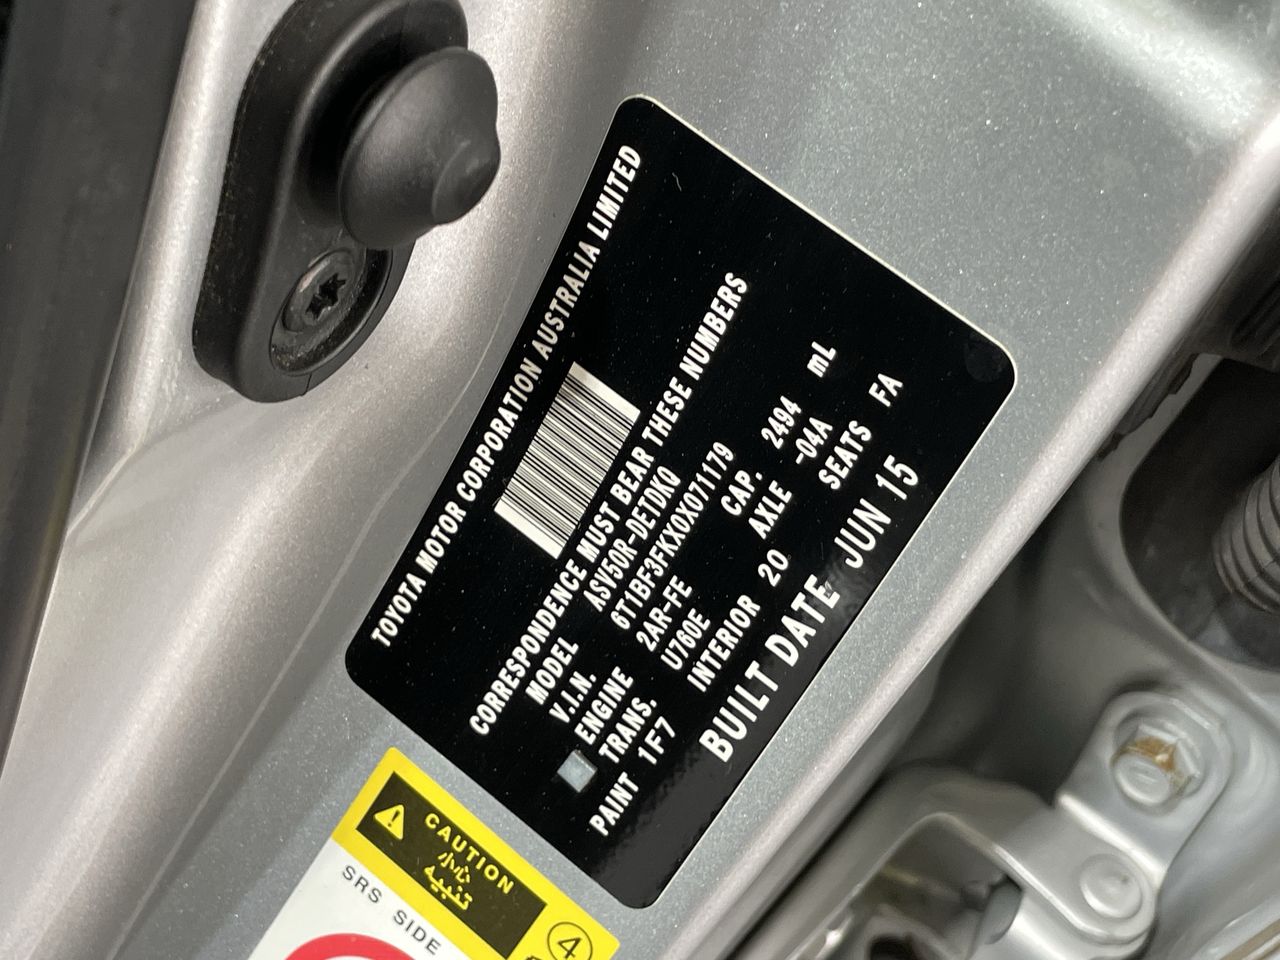 TOYOTA MOTOR CORPORATION AUSTRALIA LIMITED
CORRESPONDENCE MUST BEAR THESE NUMBERS
MODEL ASV50R-DETDKQ
V.I.N. 6T1BF3FKX0X071179
ENGINE 2AR-FE CAP. 2494 mL
TRANS. U760E AXLE -04A
PAINT 1F7 INTERIOR 20 SEATS FA
BUILT DATE JUN 15
CAUTION
تنبيه
SRS SIDE
4